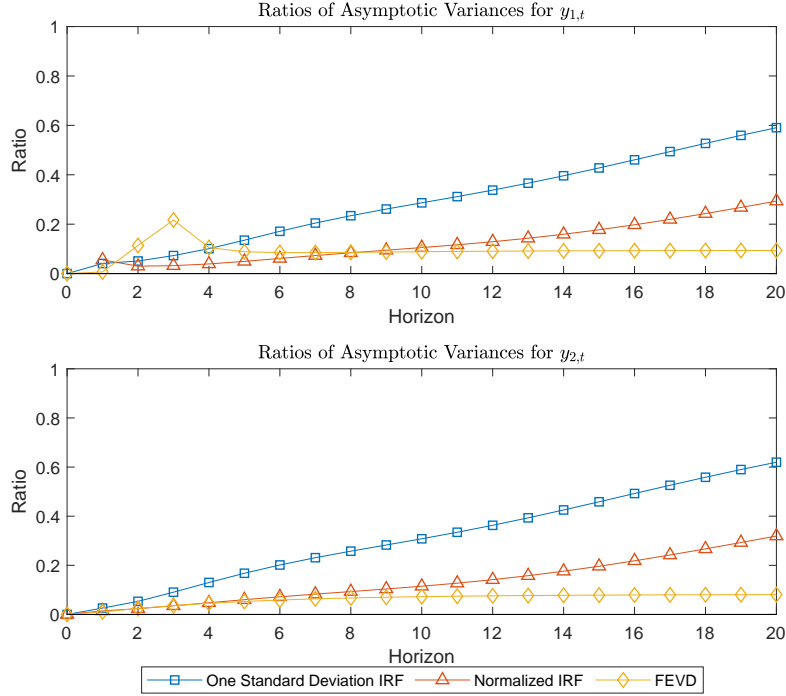 Ratios of Asymptotic Variances for y1,t
1
0.8
0.6
0.4
0.2
0
Ratio
0 2 4 6 8 10 12 14 16 18 20
Horizon
Ratios of Asymptotic Variances for y2,t
1
0.8
0.6
0.4
0.2
0
Ratio
0 2 4 6 8 10 12 14 16 18 20
Horizon
One Standard Deviation IRF Normalized IRF FEVD